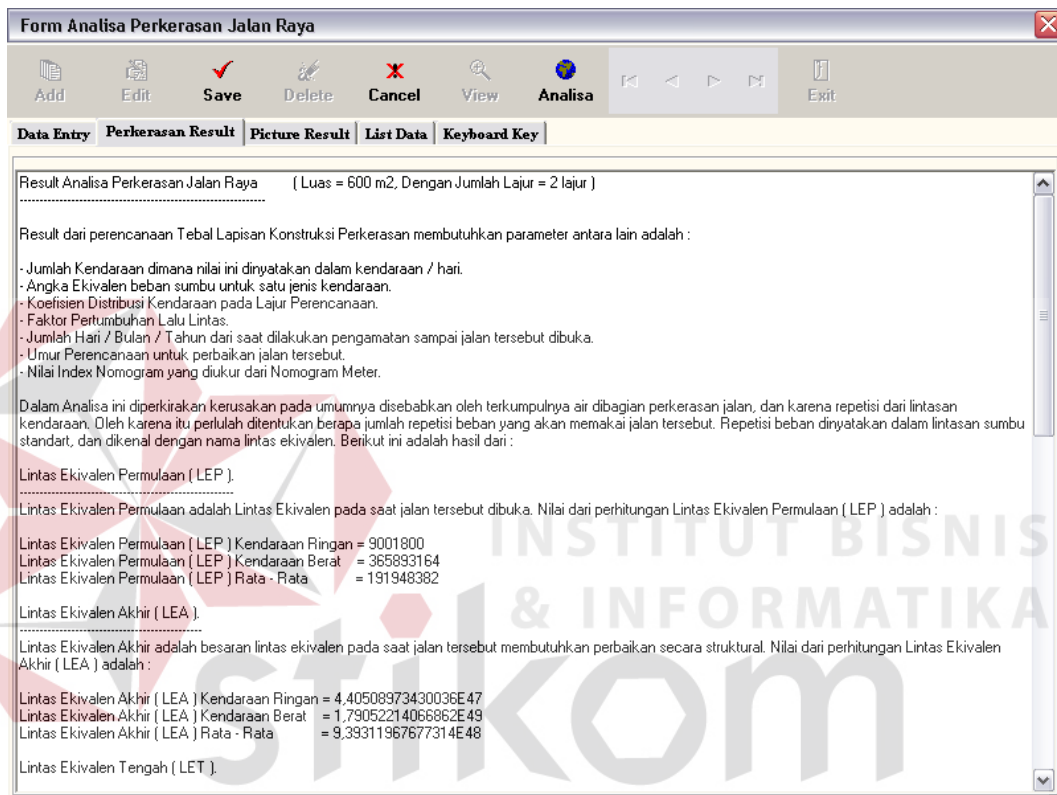 Form Analisa Perkerasan Jalan Raya
Add Edit Save Delete Cancel View Analisa Exit
Data Entry Perkerasan Result Picture Result List Data Keyboard Key
Result Analisa Perkerasan Jalan Raya ( Luas = 600 m2, Dengan Jumlah Lajur = 2 lajur )
--------------------------------------------------------------
Result dari perencanaan Tebal Lapisan Konstruksi Perkerasan membutuhkan parameter antara lain adalah :
- Jumlah Kendaraan dimana nilai ini dinyatakan dalam kendaraan / hari.
- Angka Ekivalen beban sumbu untuk satu jenis kendaraan.
- Koefisien Distribusi Kendaraan pada Lajur Perencanaan.
- Faktor Pertumbuhan Lalu Lintas.
- Jumlah Hari / Bulan / Tahun dari saat dilakukan pengamatan sampai jalan tersebut dibuka.
- Umur Perencanaan untuk perbaikan jalan tersebut.
- Nilai Index Nomogram yang diukur dari Nomogram Meter.
Dalam Analisa ini diperkirakan kerusakan pada umumnya disebabkan oleh terkumpulnya air dibagian perkerasan jalan, dan karena repetisi dari lintasan
kendaraan. Oleh karena itu perlulah ditentukan berapa jumlah repetisi beban yang akan memakai jalan tersebut. Repetisi beban dinyatakan dalam lintasan sumbu
standart, dan dikenal dengan nama lintas ekivalen. Berikut ini adalah hasil dari :
Lintas Ekivalen Permulaan ( LEP ).
------------------------------------------------------
Lintas Ekivalen Permulaan adalah Lintas Ekivalen pada saat jalan tersebut dibuka. Nilai dari perhitungan Lintas Ekivalen Permulaan ( LEP ) adalah :
Lintas Ekivalen Permulaan ( LEP ) Kendaraan Ringan = 9001800
Lintas Ekivalen Permulaan ( LEP ) Kendaraan Berat = 365893164
Lintas Ekivalen Permulaan ( LEP ) Rata - Rata = 191948382
Lintas Ekivalen Akhir ( LEA ).
----------------------------------------------
Lintas Ekivalen Akhir adalah besaran lintas ekivalen pada saat jalan tersebut membutuhkan perbaikan secara struktural. Nilai dari perhitungan Lintas Ekivalen
Akhir ( LEA ) adalah :
Lintas Ekivalen Akhir ( LEA ) Kendaraan Ringan = 4,40508973430036E47
Lintas Ekivalen Akhir ( LEA ) Kendaraan Berat = 1,79052214066862E49
Lintas Ekivalen Akhir ( LEA ) Rata - Rata = 9,39311967677314E48
Lintas Ekivalen Tengah ( LET ).
INSTITUT BISNIS
& INFORMATIKA
stikom